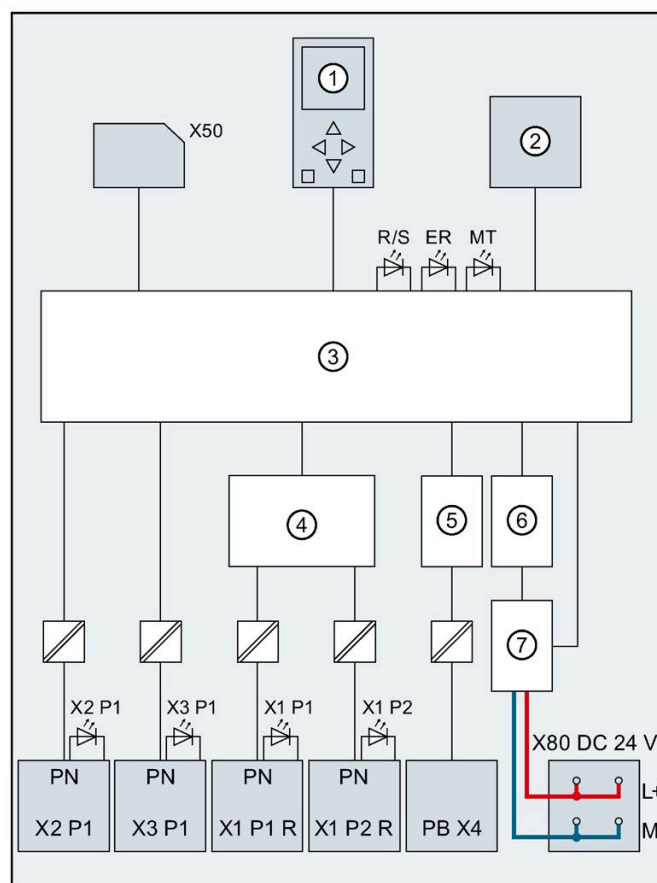 ①
X50
②
R/S ER MT
③
④
⑤
⑥
⑦
X2 P1
X3 P1
X1 P1
X1 P2
X80 DC 24 V
PN
X2 P1
PN
X3 P1
PN
X1 P1 R
PN
X1 P2 R
PB X4
L+
M